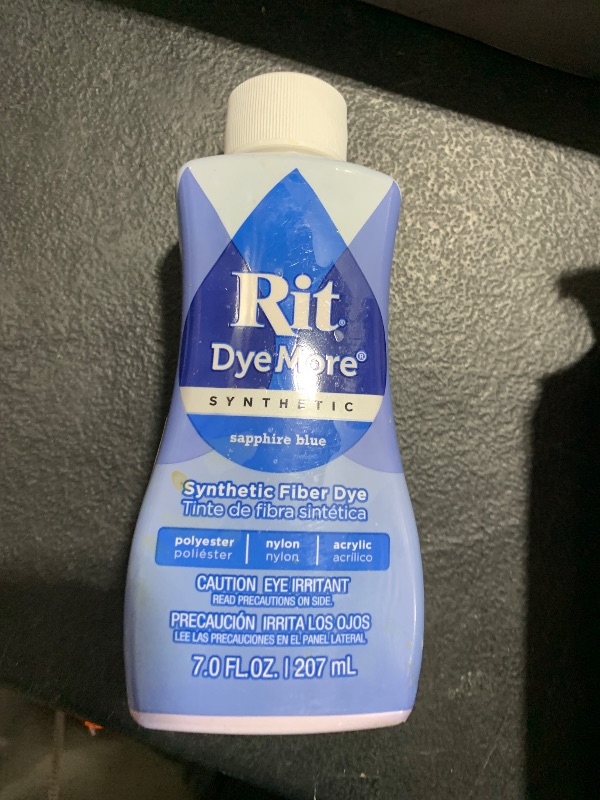 Rit®
DyeMore®
SYNTHETIC
sapphire blue
Synthetic Fiber Dye
Tinte de fibra sintética
polyester | nylon | acrylic
poliéster | nylon | acrílico
CAUTION EYE IRRITANT
READ PRECAUTIONS ON SIDE.
PRECAUCIÓN IRRITA LOS OJOS
LEE LAS PRECAUCIONES EN EL PANEL LATERAL.
7.0 FL.OZ. | 207 mL